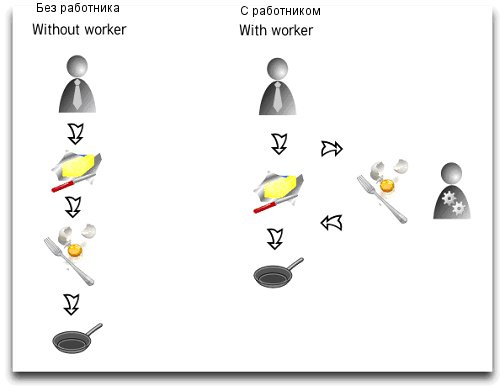 Без работника
Without worker
С работником
With worker